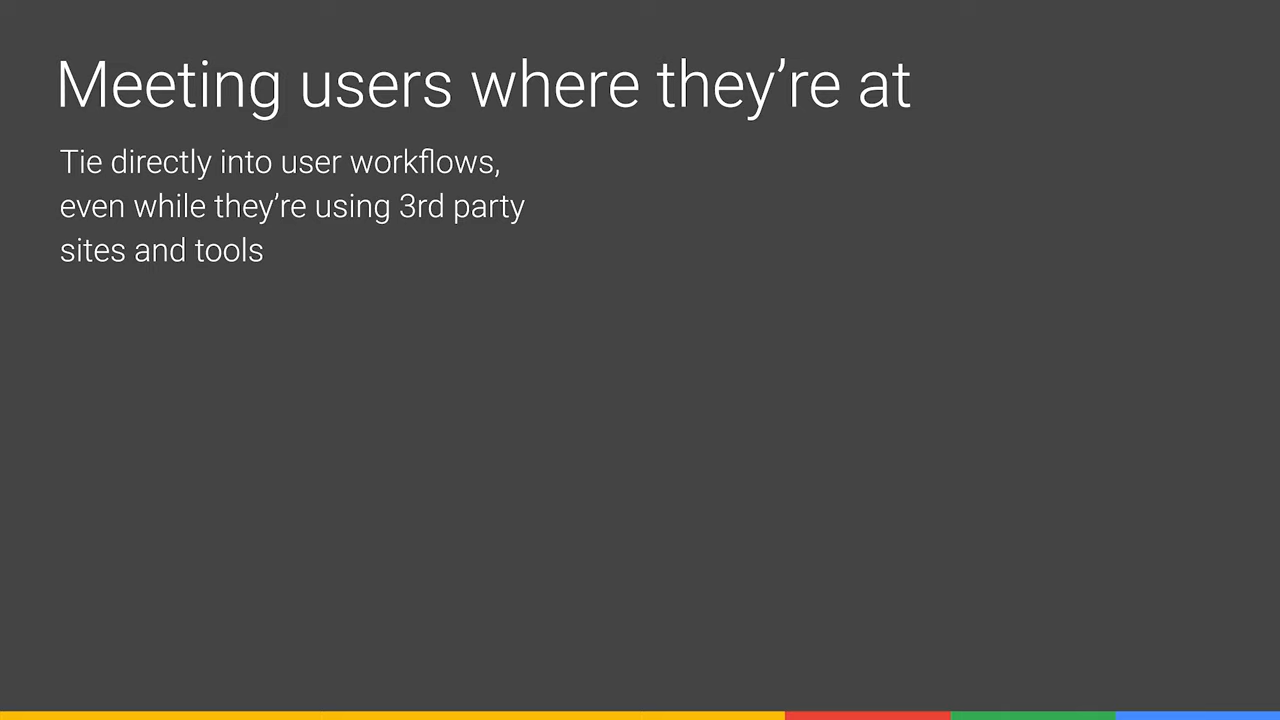 Meeting users where they’re at
Tie directly into user workflows,
even while they’re using 3rd party
sites and tools